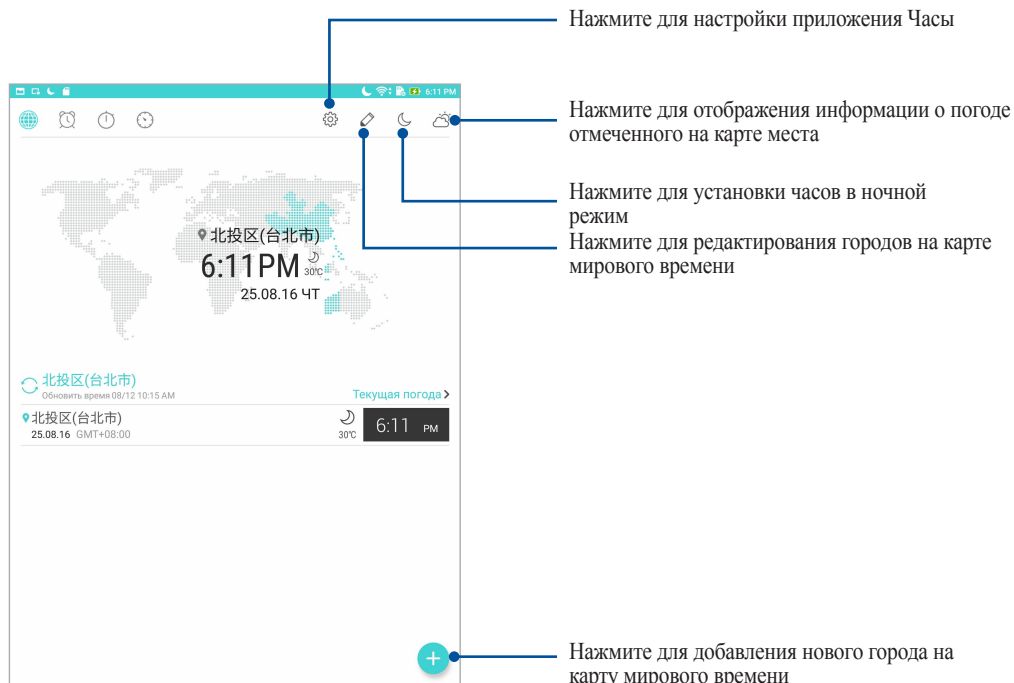 Нажмите для настройки приложения Часы
6:11 PM
Нажмите для отображения информации о погоде
отмеченного на карте места
Нажмите для установки часов в ночной
режим
Нажмите для редактирования городов на карте
мирового времени
北投区(台北市)
6:11PM
30℃
25.08.16 ЧТ
北投区(台北市)
Обновить время 08/12 10:15 AM
Текущая погода
北投区(台北市)
25.08.16 GMT+08:00
30℃
6:11 PM
Нажмите для добавления нового города на
карту мирового времени